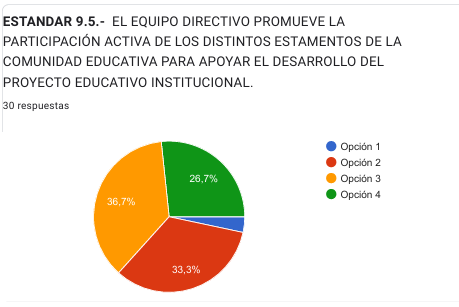 ESTANDAR 9.5.- EL EQUIPO DIRECTIVO PROMUEVE LA
PARTICIPACIÓN ACTIVA DE LOS DISTINTOS ESTAMENTOS DE LA
COMUNIDAD EDUCATIVA PARA APOYAR EL DESARROLLO DEL
PROYECTO EDUCATIVO INSTITUCIONAL.
30 respuestas
Opción 1
Opción 2
Opción 3
Opción 4
26,7%
36,7%
33,3%